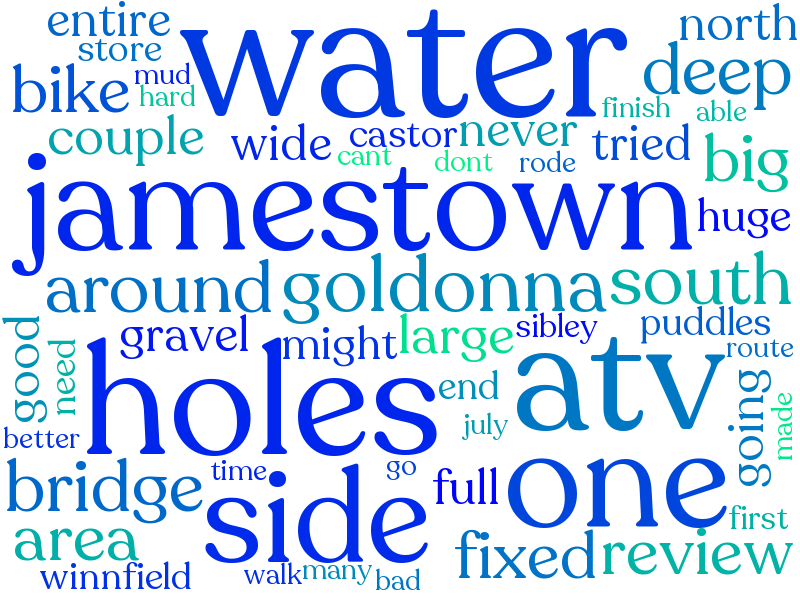 entire
water
north
store
deep
bike
mud
hard
finish
able
couple
wide
castor
never
tried
big
cant
dont
rode
jamestown
huge
around
goldonna
south
good
need
gravel
might
large
sibley
puddles
route
holes
atv
end
going
made
july
better
bridge
time
go
side
full
one
first
area
fixed
review
winnfield
walk
many
bad